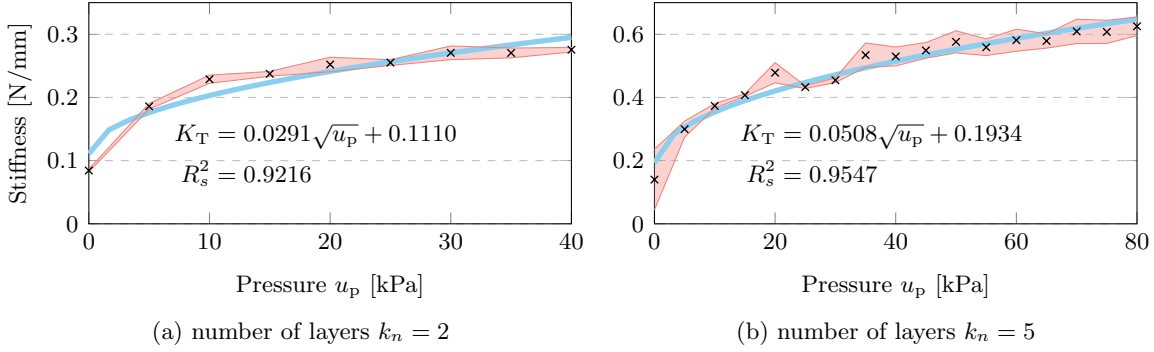 Stiffness [N/mm]
0.3
0.2
0.1
0
K_T = 0.0291√u_p + 0.1110
R_s^2 = 0.9216
0 10 20 30 40
Pressure u_p [kPa]
(a) number of layers k_n = 2
0.6
0.4
0.2
0
K_T = 0.0508√u_p + 0.1934
R_s^2 = 0.9547
0 20 40 60 80
Pressure u_p [kPa]
(b) number of layers k_n = 5